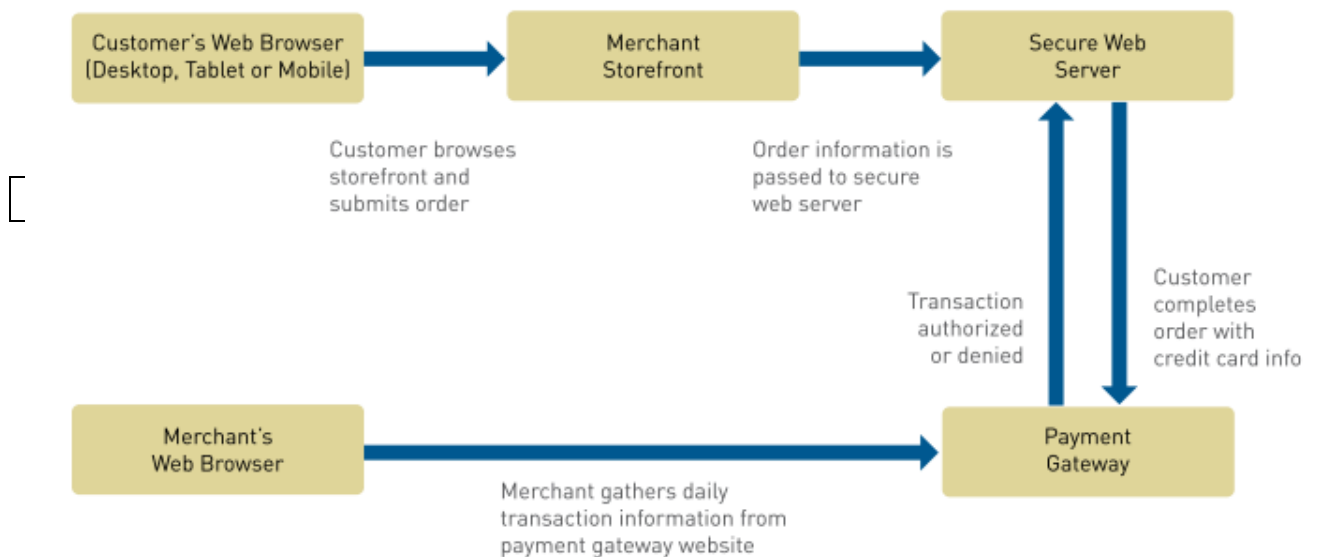 Customer's Web Browser
(Desktop, Tablet or Mobile)
Merchant
Storefront
Secure Web
Server
Customer browses
storefront and
submits order
Order information is
passed to secure
web server
Transaction
authorized
or denied
Customer
completes
order with
credit card info
Merchant's
Web Browser
Payment
Gateway
Merchant gathers daily
transaction information from
payment gateway website